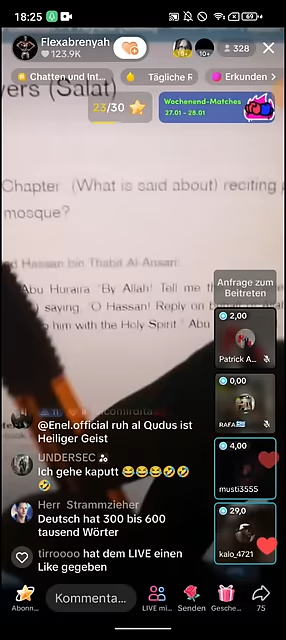 18:25
69
Flexabrenyah
123.9K
10+
328
Chatten und Int...
Tägliche R
Erkunden >
vers (Salat)
23/30
Wochenend-Matches
27.01 - 28.01
Chapter (What is said about) reciting
mosque?
Hassan bin Thabit Al-Ansari:
Abu Huraira "By Allah! Tell me
saying. "O Hassan! Reply on
him with the Holy Spirit." Abu
Anfrage zum
Beitreten
2,00
Patrick A...
0,00
RAFA
4,00
musti3555
29,0
kalo_4721
@Enel.official ruh al Qudus ist
Heiliger Geist
UNDERSEC
Ich gehe kaputt 😂😂😂🤣🤣
🤣
Herr Strammzieher
Deutsch hat 300 bis 600
tausend Wörter
tirroooo hat dem LIVE einen
Like gegeben
Abonn...
Kommenta...
LIVE mi...
Senden
Gesche...
75